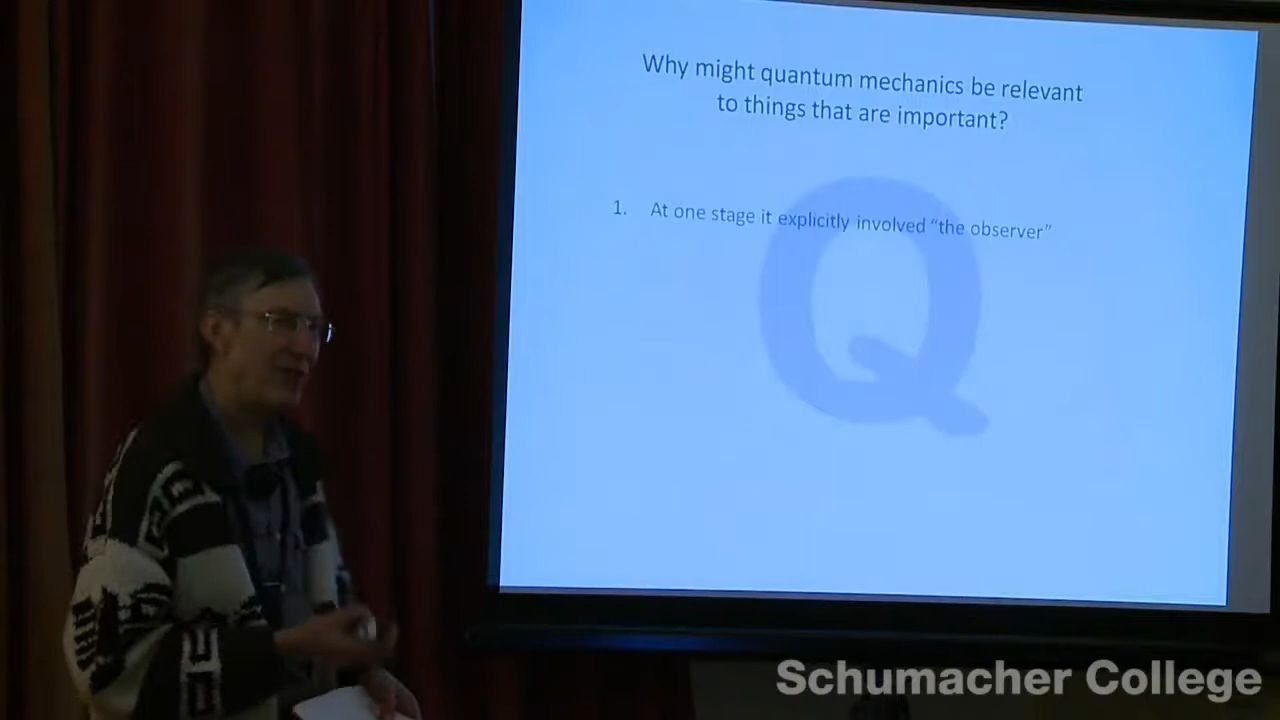 Why might quantum mechanics be relevant
to things that are important?
1. At one stage it explicitly involved “the observer”
Q
Schumacher College